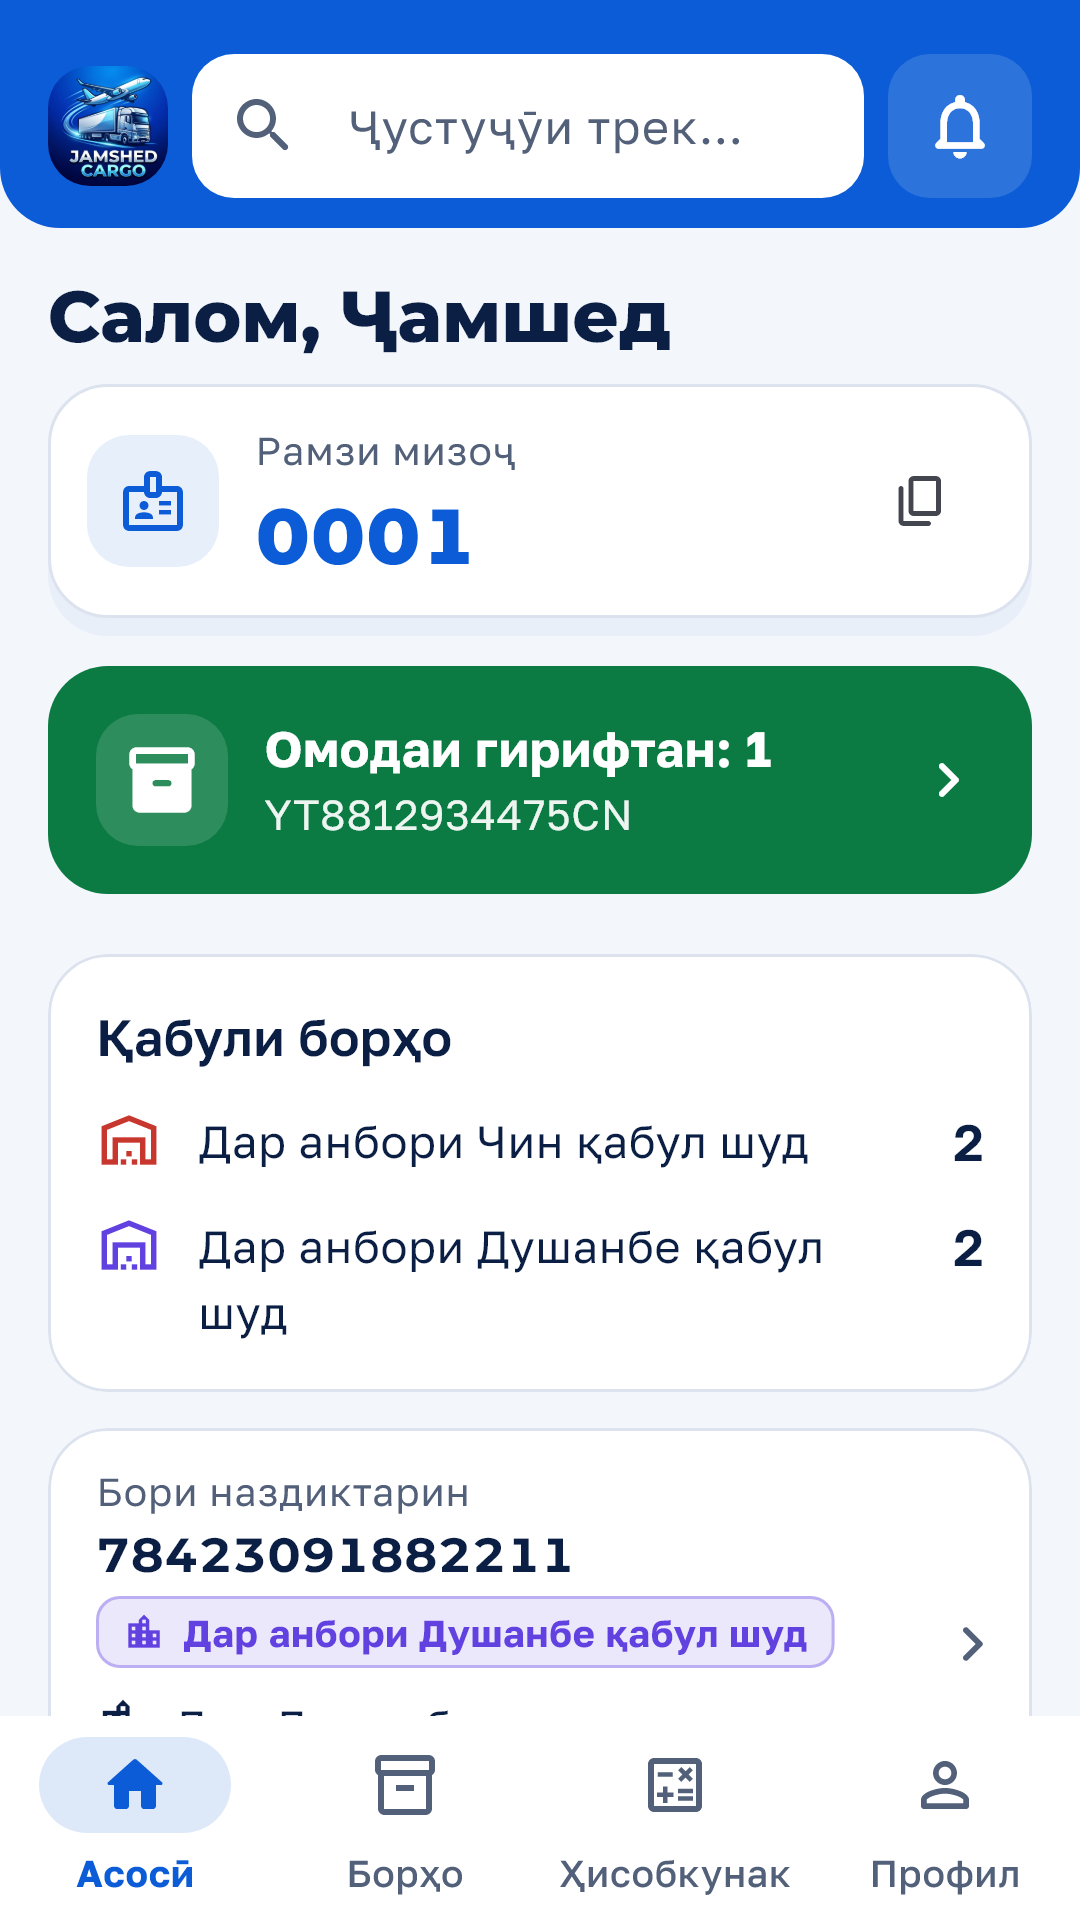 JAMSHED
CARGO
Ҷустуҷӯи трек...
Салом, Ҷамшед
Рамзи мизоҷ
0001
Омодаи гирифтан: 1
YT8812934475CN
Қабули борҳо
Дар анбори Чин қабул шуд 2
Дар анбори Душанбе қабул 2
шуд
Бори наздиктарин
78423091882211
Дар анбори Душанбе қабул шуд
Асосӣ
Борҳо
Ҳисобкунак
Профил